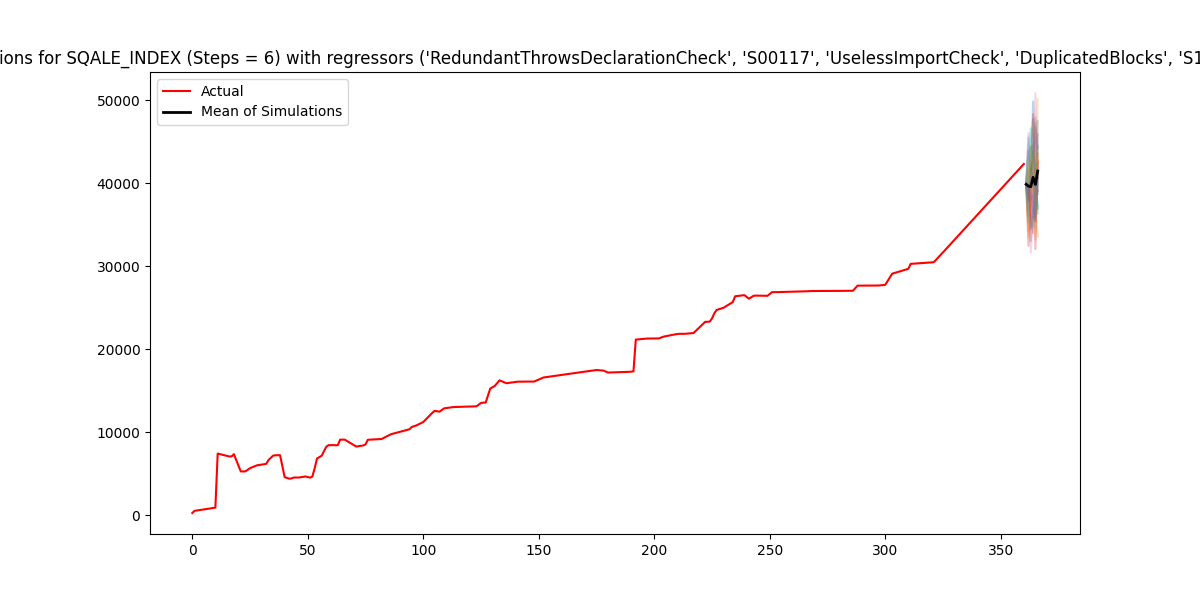 ions for SQALE_INDEX (Steps = 6) with regressors ('RedundantThrowsDeclarationCheck', 'S00117', 'UselessImportCheck', 'DuplicatedBlocks', 'S1
Actual
Mean of Simulations
50000
40000
30000
20000
10000
0
0 50 100 150 200 250 300 350